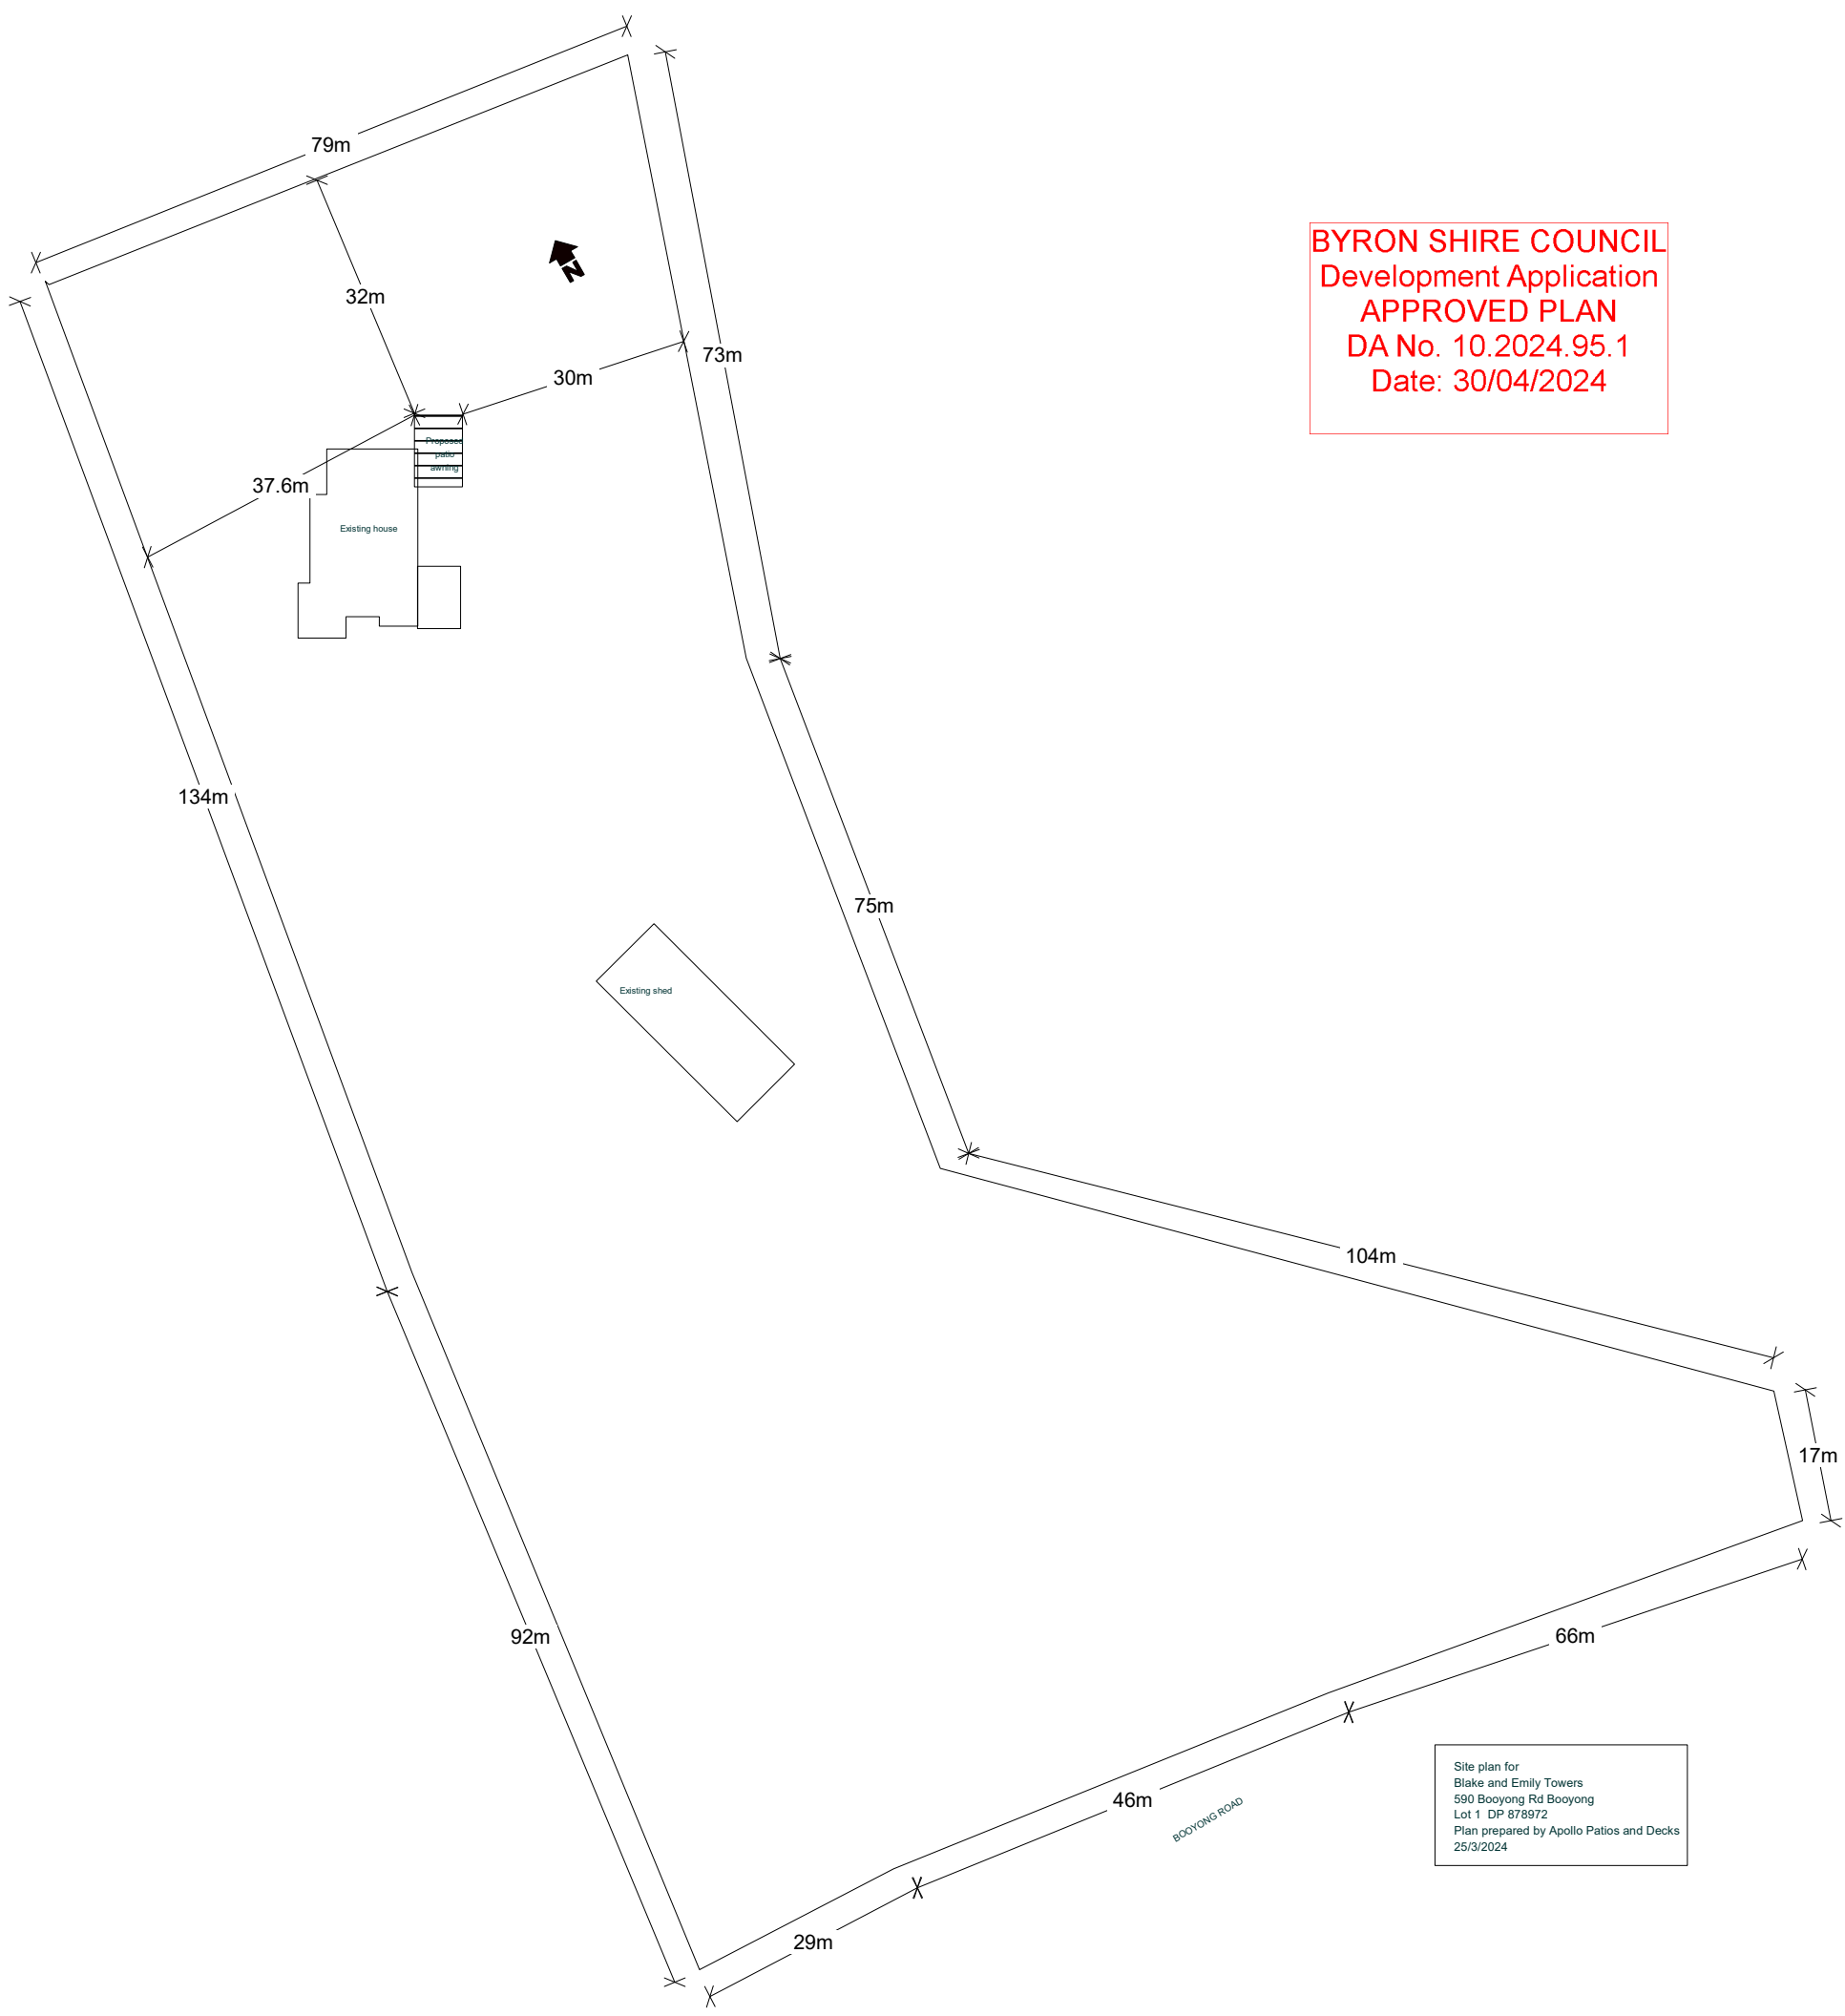 79m
N
BYRON SHIRE COUNCIL
Development Application
APPROVED PLAN
DA No. 10.2024.95.1
Date: 30/04/2024
32m
73m
30m
Proposed
patio
awning
37.6m
Existing house
134m
75m
Existing shed
104m
17m
92m
66m
46m
BOOYONG ROAD
Site plan for
Blake and Emily Towers
590 Booyong Rd Booyong
Lot 1 DP 878972
Plan prepared by Apollo Patios and Decks
25/3/2024
29m